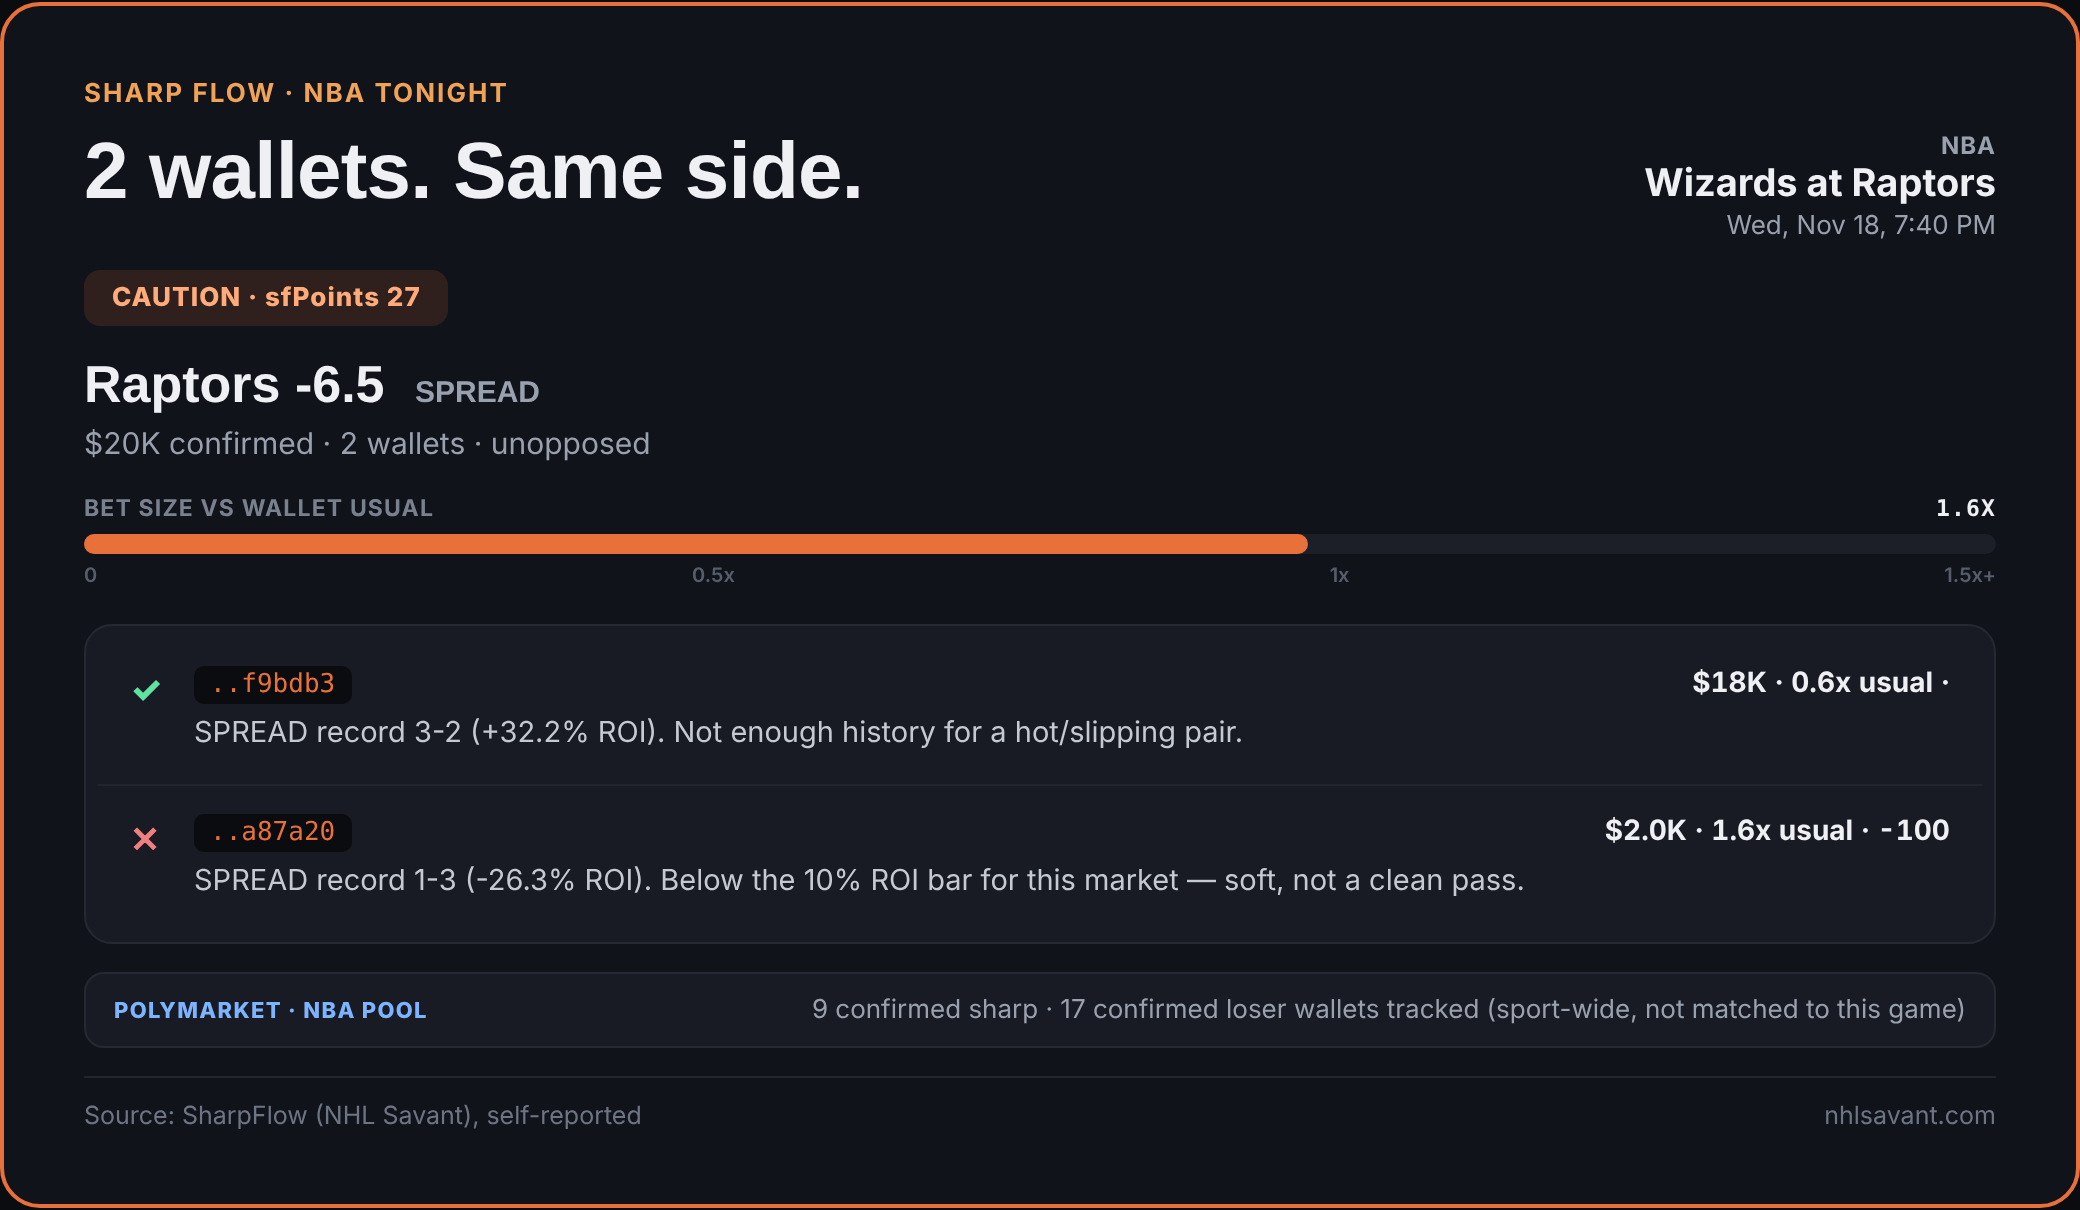 SHARP FLOW · NBA TONIGHT
2 wallets. Same side.
NBA
Wizards at Raptors
Wed, Nov 18, 7:40 PM
CAUTION · sfPoints 27
Raptors -6.5 SPREAD
$20K confirmed · 2 wallets · unopposed
BET SIZE VS WALLET USUAL 1.6X
0 0.5x 1x 1.5x+
..f9bdb3 $18K · 0.6x usual ·
SPREAD record 3-2 (+32.2% ROI). Not enough history for a hot/slipping pair.
..a87a20 $2.0K · 1.6x usual · -100
SPREAD record 1-3 (-26.3% ROI). Below the 10% ROI bar for this market — soft, not a clean pass.
POLYMARKET · NBA POOL 9 confirmed sharp · 17 confirmed loser wallets tracked (sport-wide, not matched to this game)
Source: SharpFlow (NHL Savant), self-reported nhlsavant.com